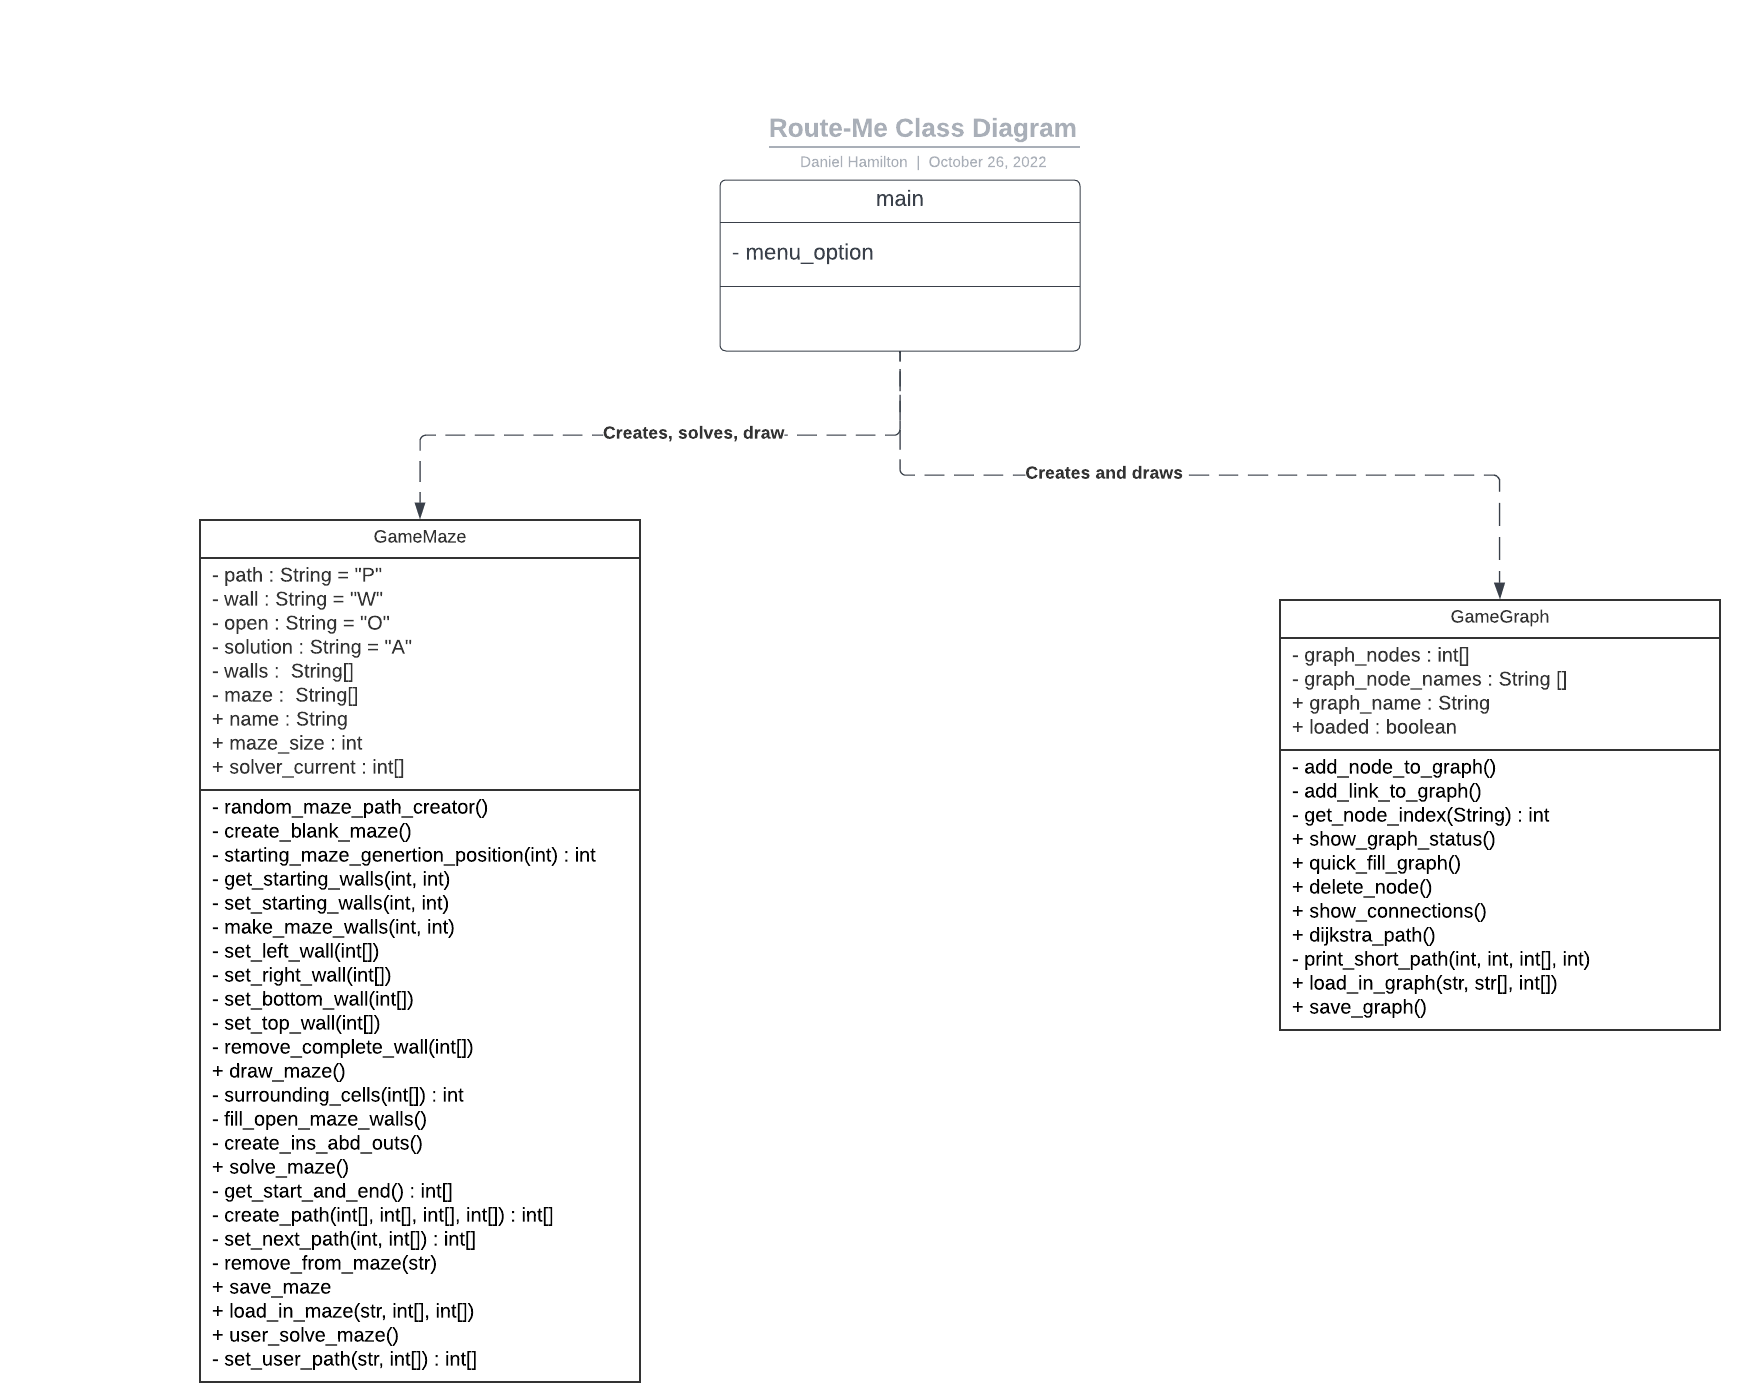 Route-Me Class Diagram
Daniel Hamilton | October 26, 2022
main
- menu_option
Creates, solves, draw
Creates and draws
GameMaze
- path : String = "P"
- wall : String = "W"
- open : String = "O"
- solution : String = "A"
- walls :  String[]
- maze :  String[]
+ name : String
+ maze_size : int
+ solver_current : int[]
- random_maze_path_creator()
- create_blank_maze()
- starting_maze_genertion_position(int) : int
- get_starting_walls(int, int)
- set_starting_walls(int, int)
- make_maze_walls(int, int)
- set_left_wall(int[])
- set_right_wall(int[])
- set_bottom_wall(int[])
- set_top_wall(int[])
- remove_complete_wall(int[])
+ draw_maze()
- surrounding_cells(int[]) : int
- fill_open_maze_walls()
- create_ins_abd_outs()
+ solve_maze()
- get_start_and_end() : int[]
- create_path(int[], int[], int[], int[]) : int[]
- set_next_path(int, int[]) : int[]
- remove_from_maze(str)
+ save_maze
+ load_in_maze(str, int[], int[])
+ user_solve_maze()
- set_user_path(str, int[]) : int[]
GameGraph
- graph_nodes : int[]
- graph_node_names : String []
+ graph_name : String
+ loaded : boolean
- add_node_to_graph()
- add_link_to_graph()
- get_node_index(String) : int
+ show_graph_status()
+ quick_fill_graph()
+ delete_node()
+ show_connections()
+ dijkstra_path()
- print_short_path(int, int, int[], int)
+ load_in_graph(str, str[], int[])
+ save_graph()